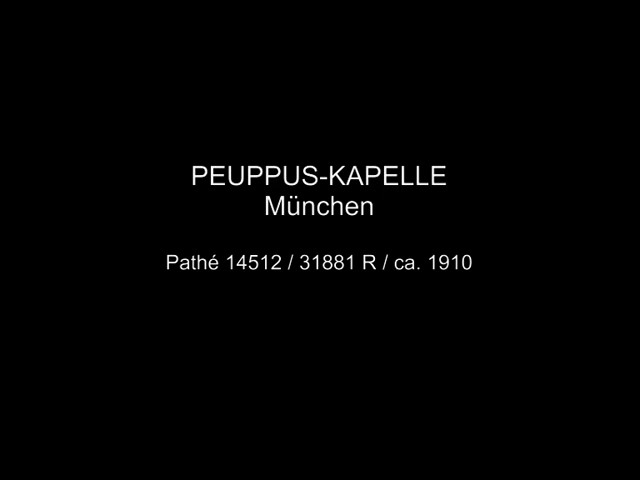 PEUPPUS-KAPELLE
München
Pathé 14512 / 31881 R / ca. 1910